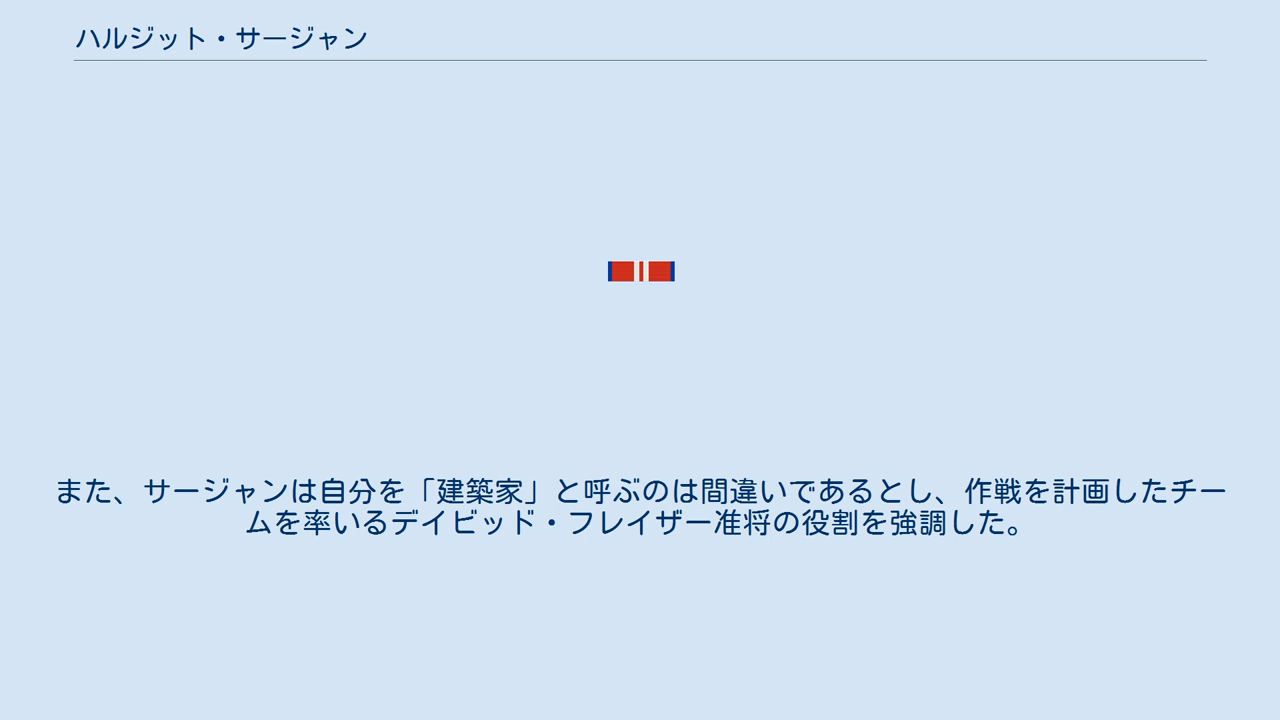 ハルジット・サージャン
また、サージャンは自分を「建築家」と呼ぶのは間違いであるとし、作戦を計画したチー
ムを率いるデイビッド・フレイザー准将の役割を強調した。